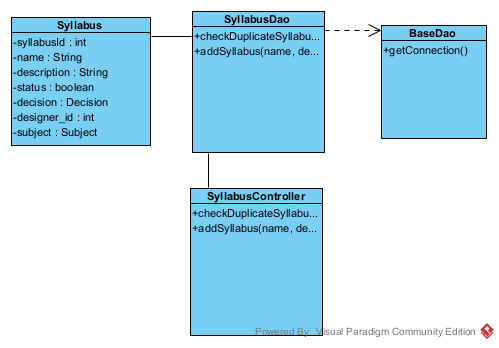 Syllabus
-syllabusId : int
-name : String
-description : String
-status : boolean
-decision : Decision
-designer_id : int
-subject : Subject
SyllabusDao
+checkDuplicateSyllabu...
+addSyllabus(name, de...
BaseDao
+getConnection()
SyllabusController
+checkDuplicateSyllabu...
+addSyllabus(name, de...
Powered By Visual Paradigm Community Edition